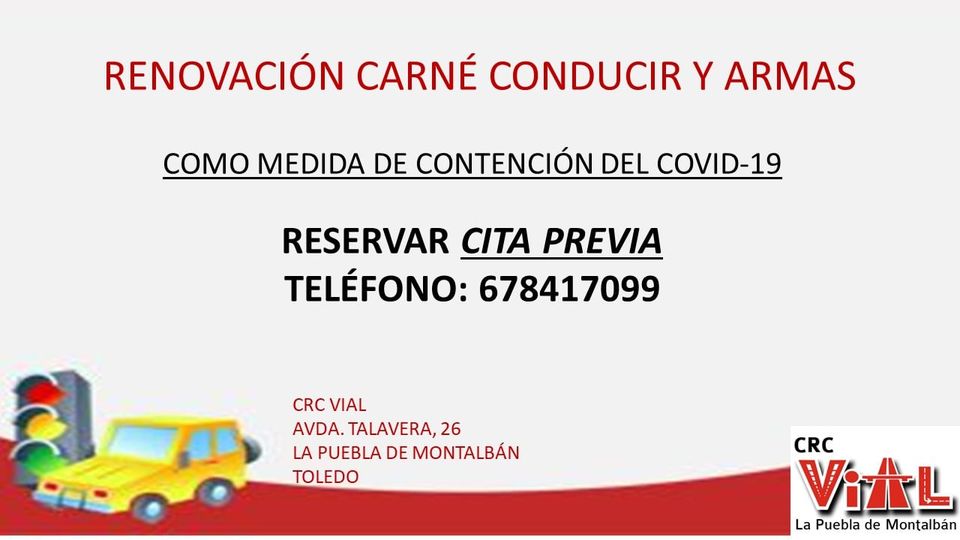 RENOVACIÓN CARNÉ CONDUCIR Y ARMAS
COMO MEDIDA DE CONTENCIÓN DEL COVID-19
RESERVAR CITA PREVIA
TELÉFONO: 678417099
CRC VIAL
AVDA. TALAVERA, 26
LA PUEBLA DE MONTALBÁN
TOLEDO
CRC
ViAL
La Puebla de Montalbán